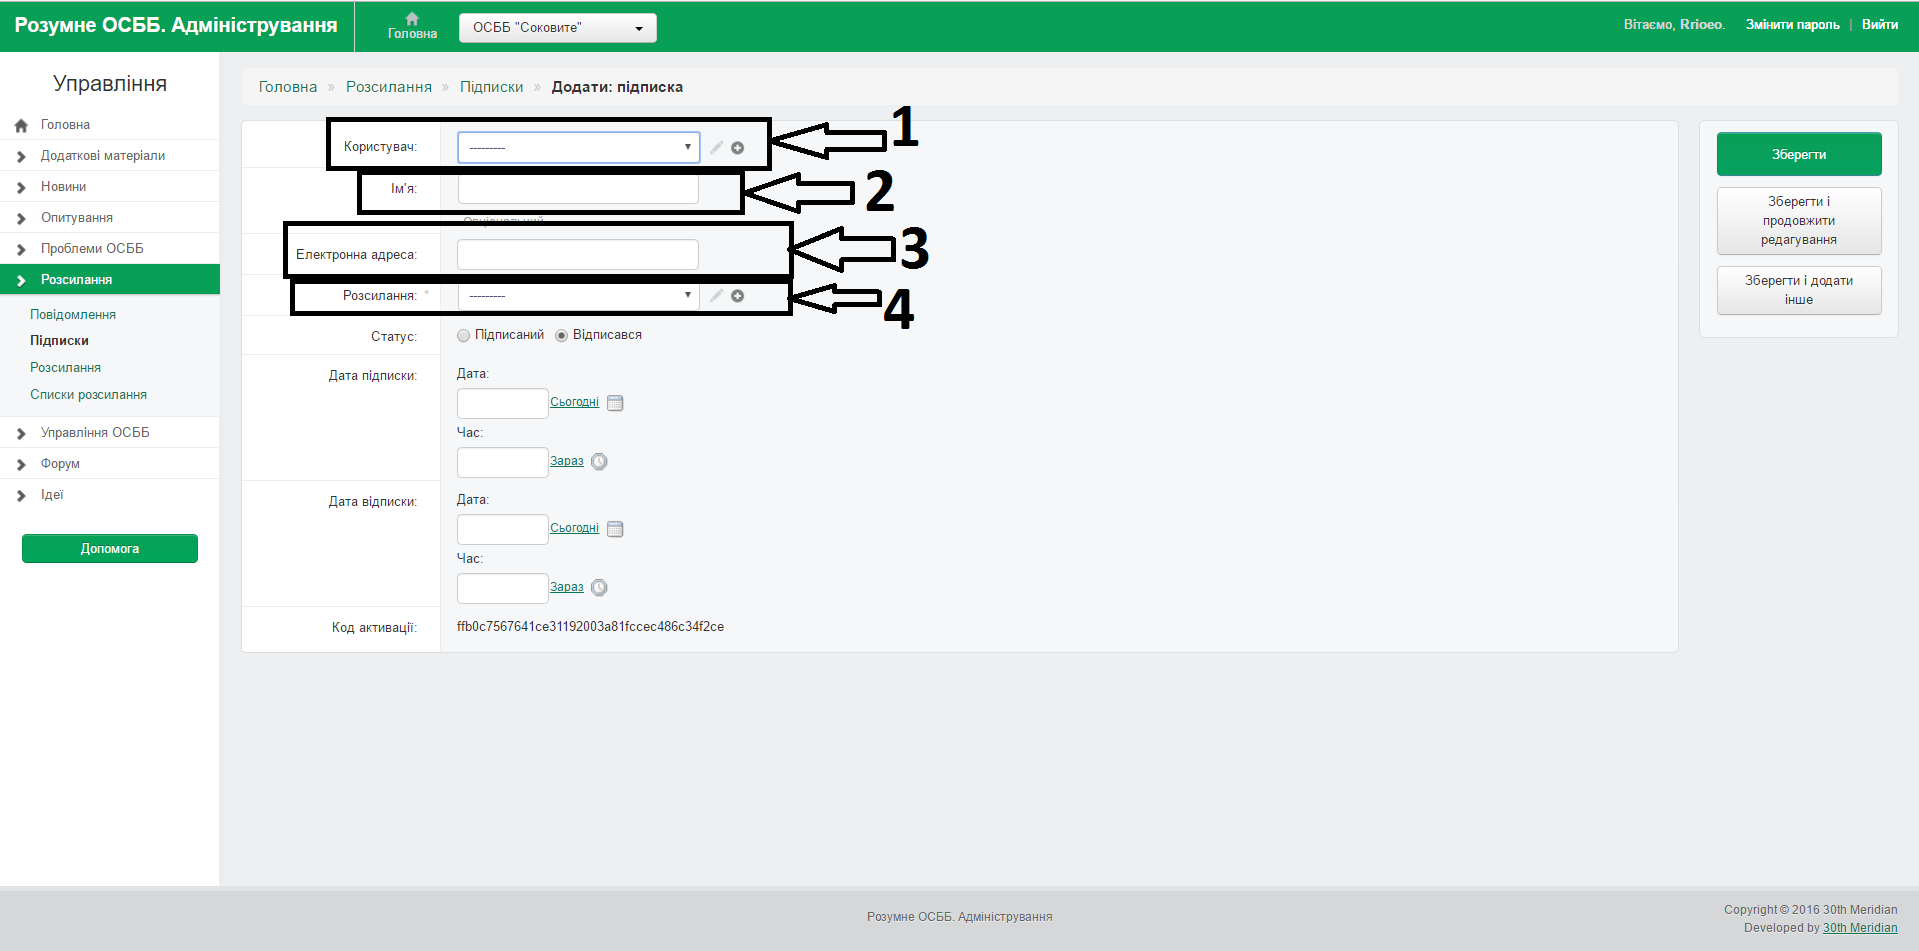 Розумне ОСББ. Адміністрування
Головна
ОСББ "Соковите"
Вітаємо, Rrioeo.
Змінити пароль | Вийти
Управління
Головна
Додаткові матеріали
Новини
Опитування
Проблеми ОСББ
Розсилання
Повідомлення
Підписки
Розсилання
Списки розсилання
Управління ОСББ
Форум
Ідеї
Допомога
Головна » Розсилання » Підписки » Додати: підписка
Користувач:
---------
1
Ім'я:
2
Опціональний
Електронна адреса:
3
Розсилання: *
---------
4
Статус:
Підписаний
Відписався
Дата підписки:
Дата:
Сьогодні
Час:
Зараз
Дата відписки:
Дата:
Сьогодні
Час:
Зараз
Код активації:
ffb0c7567641ce31192003a81fccec486c34f2ce
Зберегти
Зберегти і
продовжити
редагування
Зберегти і додати
інше
Розумне ОСББ. Адміністрування
Copyright © 2016 30th Meridian
Developed by 30th Meridian